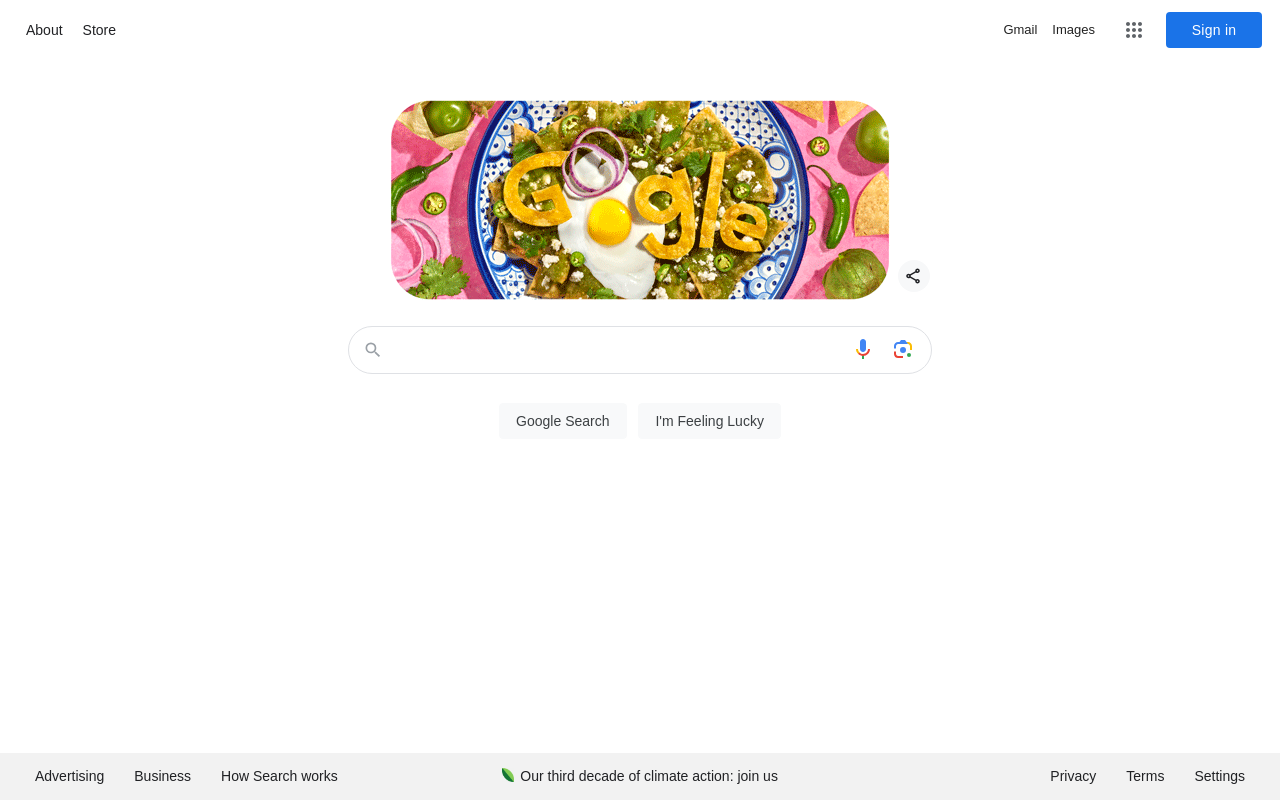 About Store
Gmail Images Sign in
Google
Google Search I'm Feeling Lucky
Advertising Business How Search works
Our third decade of climate action: join us
Privacy Terms Settings